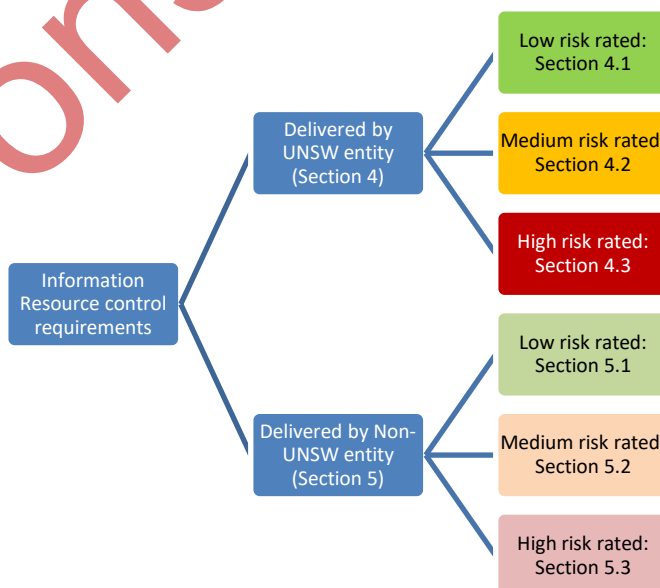 Low risk rated:
Section 4.1
Delivered by
UNSW entity
(Section 4)
Medium risk rated
Section 4.2
High risk rated:
Section 4.3
Information
Resource control
requirements
Low risk rated:
Section 5.1
Delivered by Non-
UNSW entity
(Section 5)
Medium risk rated
Section 5.2
High risk rated:
Section 5.3